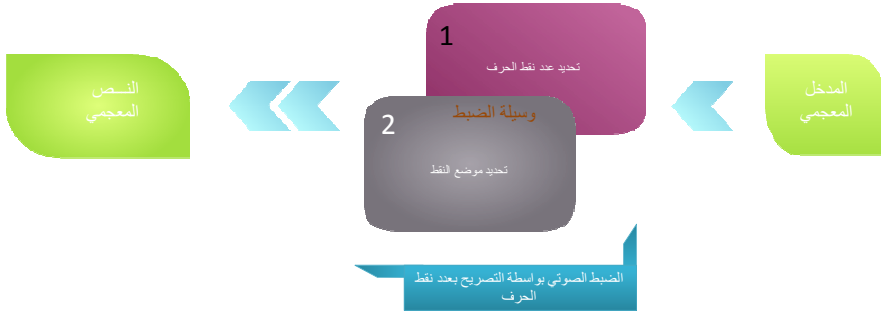 المدخل
المعجمي
1
تحديد عدد نقط الحرف
وسيلة الضبط
2
تحديد موضع النقط
النـــص
المعجمي
الضبط الصوتي بواسطة التصريح بعدد نقط
الحرف